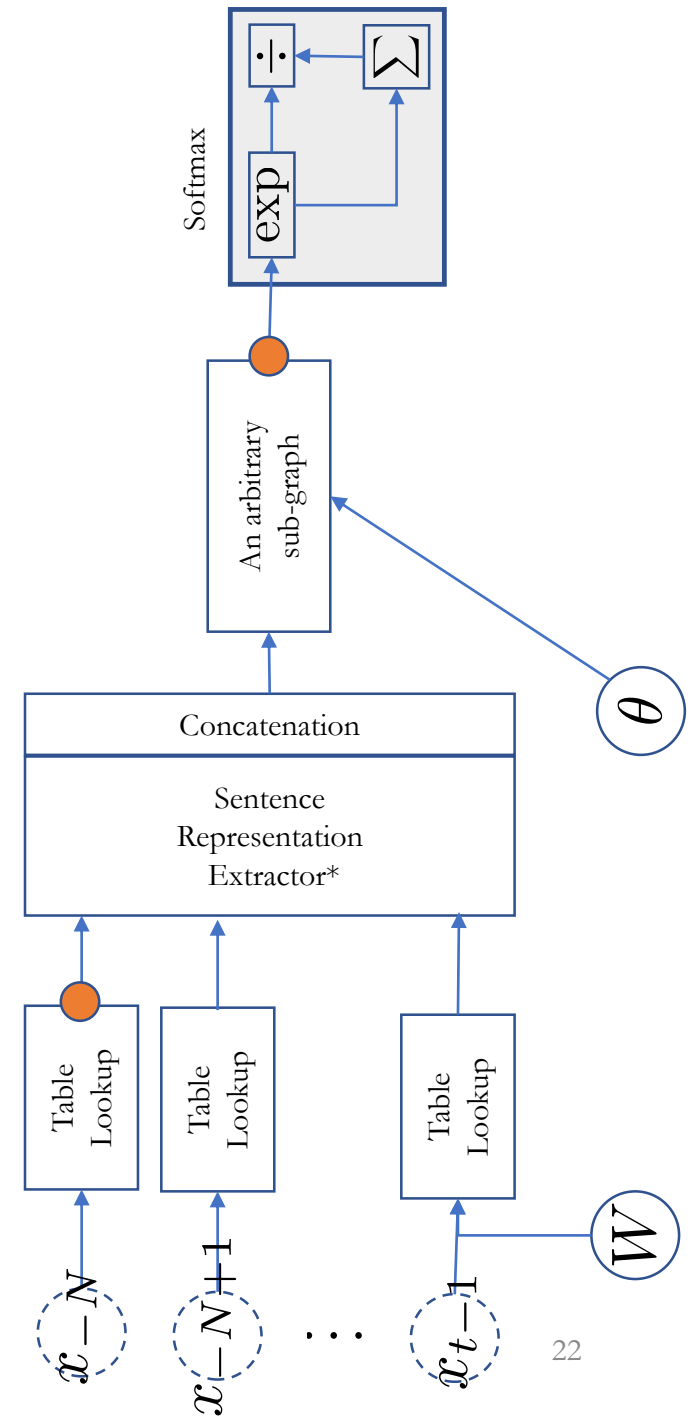 Softmax
exp
÷
Σ
An arbitrary
sub-graph
Concatenation
Sentence
Representation
Extractor*
θ
Table
Lookup
Table
Lookup
Table
Lookup
x−N
x−N+1
...
xt−1
W
22